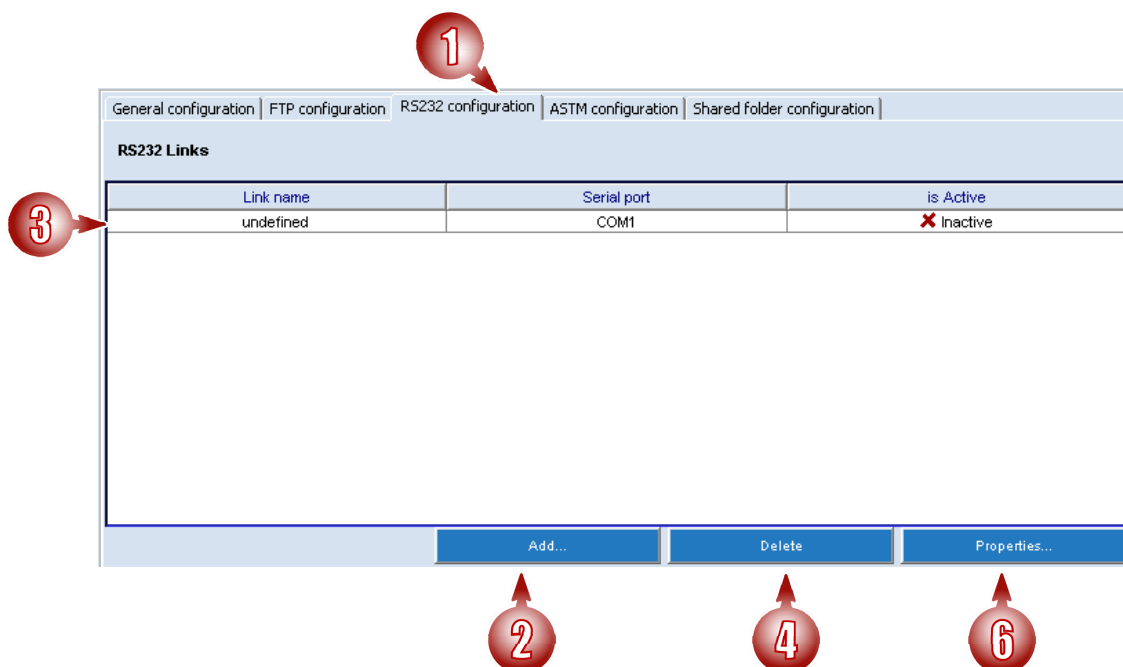 1
General configuration FTP configuration RS232 configuration ASTM configuration Shared folder configuration
RS232 Links
Link name Serial port is Active
3 undefined COM1 Inactive
Add... Delete Properties...
2 4 6